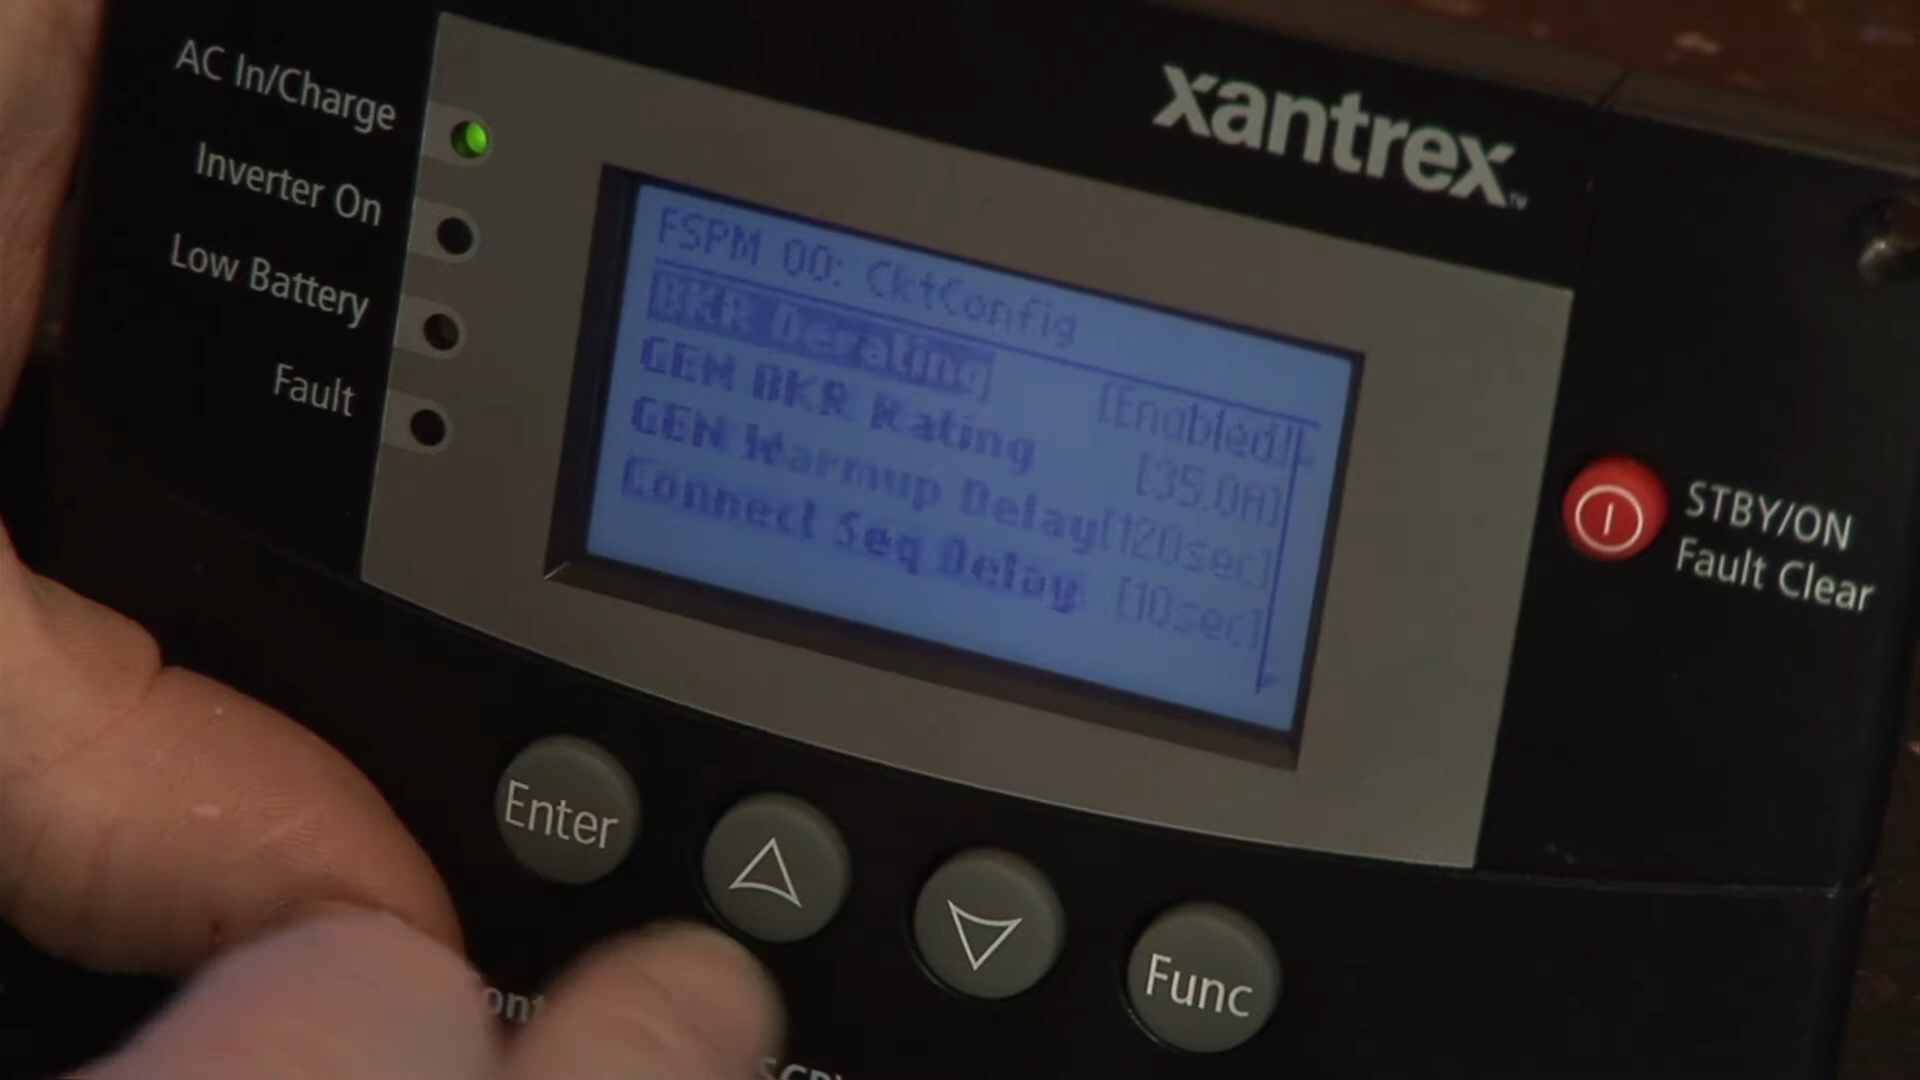 xantrex™
AC In/Charge
Inverter On
Low Battery
Fault
FSPM 00: CktConfig
BKR Derating [Enabled]
GEN BKR Rating [35.0A]
GEN Warmup Delay[120sec]
Connect Seq Delay [10sec]
STBY/ON
Fault Clear
Enter
Func